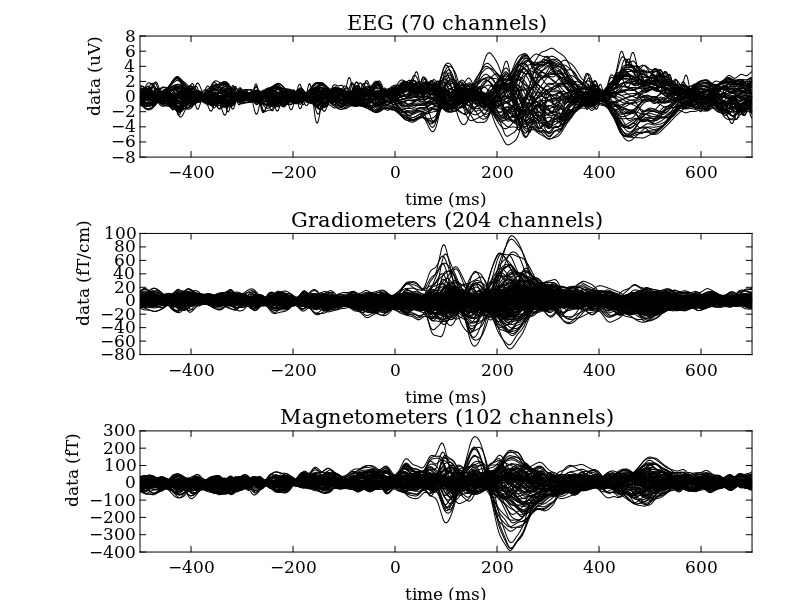 EEG (70 channels)
data (uV)
8
6
4
2
0
−2
−4
−6
−8
−400 −200 0 200 400 600
time (ms)
Gradiometers (204 channels)
data (fT/cm)
100
80
60
40
20
0
−20
−40
−60
−80
−400 −200 0 200 400 600
time (ms)
Magnetometers (102 channels)
data (fT)
300
200
100
0
−100
−200
−300
−400
−400 −200 0 200 400 600
time (ms)